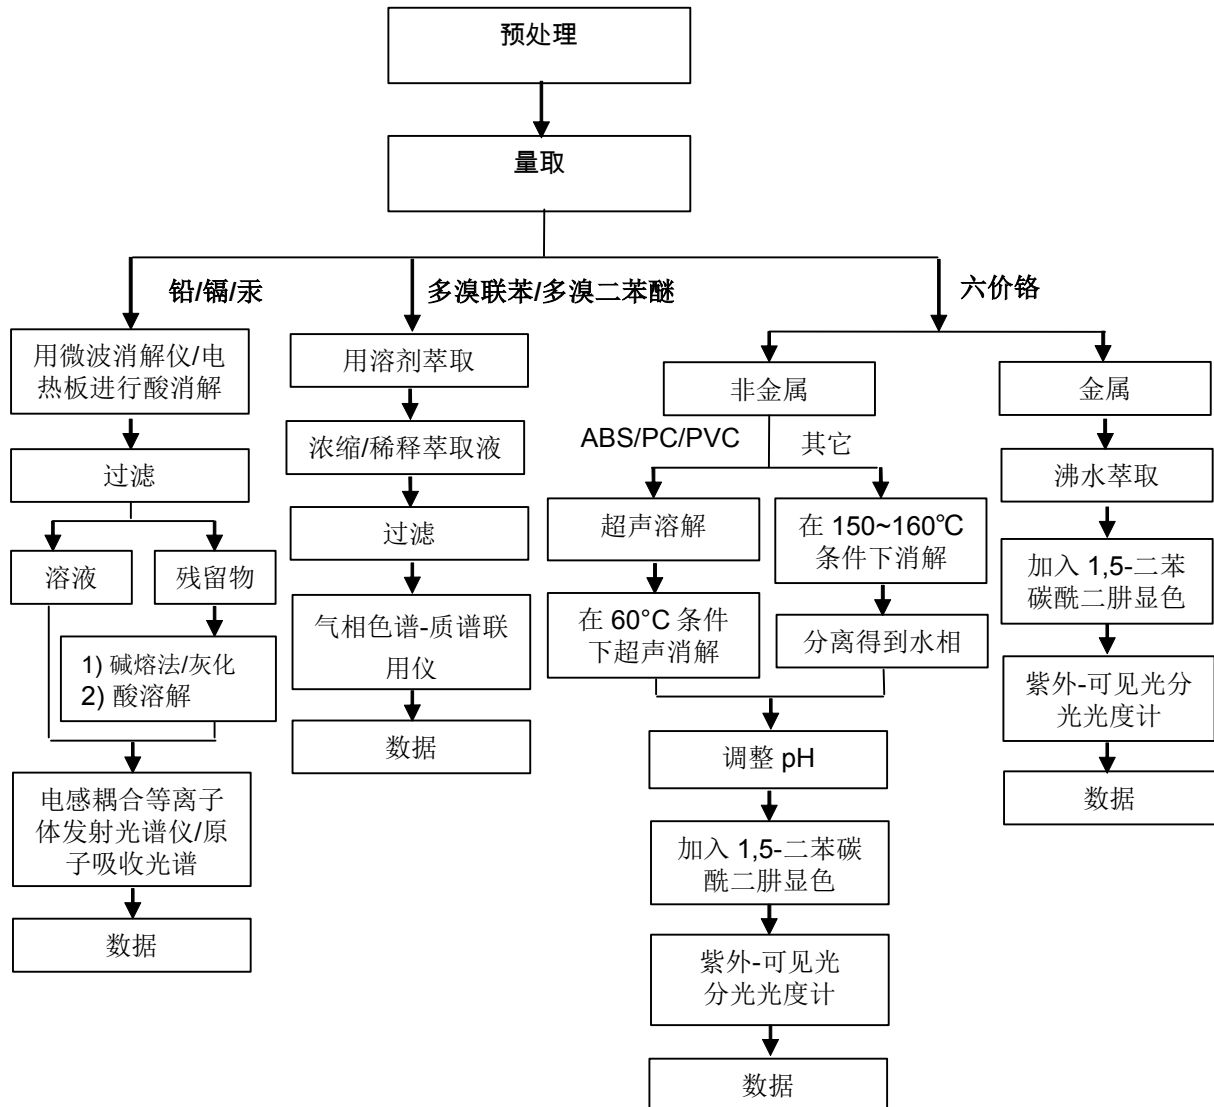 预处理
量取
铅/镉/汞
多溴联苯/多溴二苯醚
六价铬
用微波消解仪/电
热板进行酸消解
过滤
溶液
残留物
1) 碱熔法/灰化
2) 酸溶解
电感耦合等离子
体发射光谱仪/原
子吸收光谱
数据
用溶剂萃取
浓缩/稀释萃取液
过滤
气相色谱-质谱联
用仪
数据
非金属
ABS/PC/PVC
其它
超声溶解
在 60°C 条件
下超声消解
在 150~160℃
条件下消解
分离得到水相
调整 pH
加入 1,5-二苯碳
酰二肼显色
紫外-可见光
分光光度计
数据
金属
沸水萃取
加入 1,5-二苯
碳酰二肼显色
紫外-可见光分
光光度计
数据